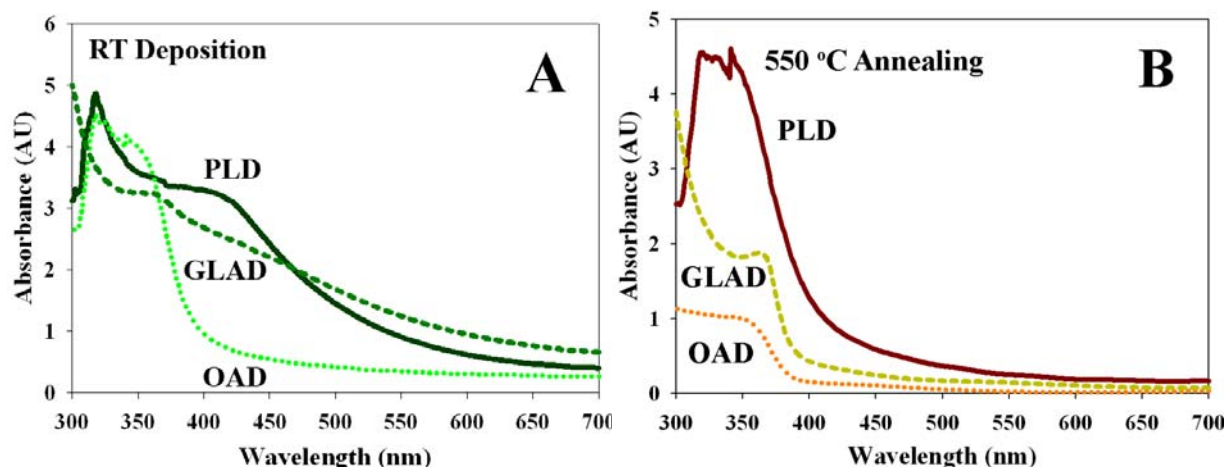 6
RT Deposition
A
5
4
PLD
3
GLAD
2
1
OAD
0
300 350 400 450 500 550 600 650 700
Wavelength (nm)
Absorbance (AU)
5
B
550 °C Annealing
4
PLD
3
2
GLAD
1
OAD
0
300 350 400 450 500 550 600 650 700
Wavelength (nm)
Absorbance (AU)